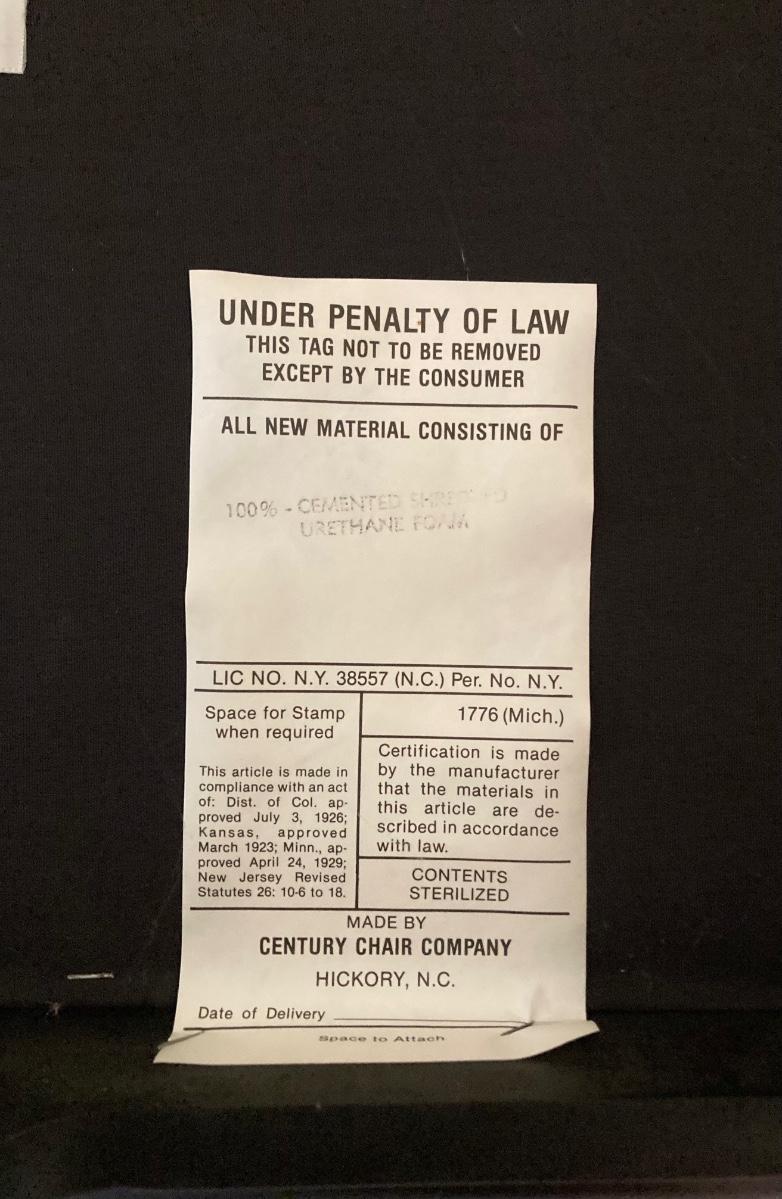 UNDER PENALTY OF LAW
THIS TAG NOT TO BE REMOVED
EXCEPT BY THE CONSUMER
ALL NEW MATERIAL CONSISTING OF
100% - CEMENTED SHREDDED
URETHANE FOAM
LIC NO. N.Y. 38557 (N.C.) Per. No. N.Y.
Space for Stamp
when required
This article is made in
compliance with an act
of: Dist. of Col. ap-
proved July 3, 1926;
Kansas, approved
March 1923; Minn., ap-
proved April 24, 1929;
New Jersey Revised
Statutes 26: 10-6 to 18.
1776 (Mich.)
Certification is made
by the manufacturer
that the materials in
this article are de-
scribed in accordance
with law.
CONTENTS
STERILIZED
MADE BY
CENTURY CHAIR COMPANY
HICKORY, N.C.
Date of Delivery
Space to Attach